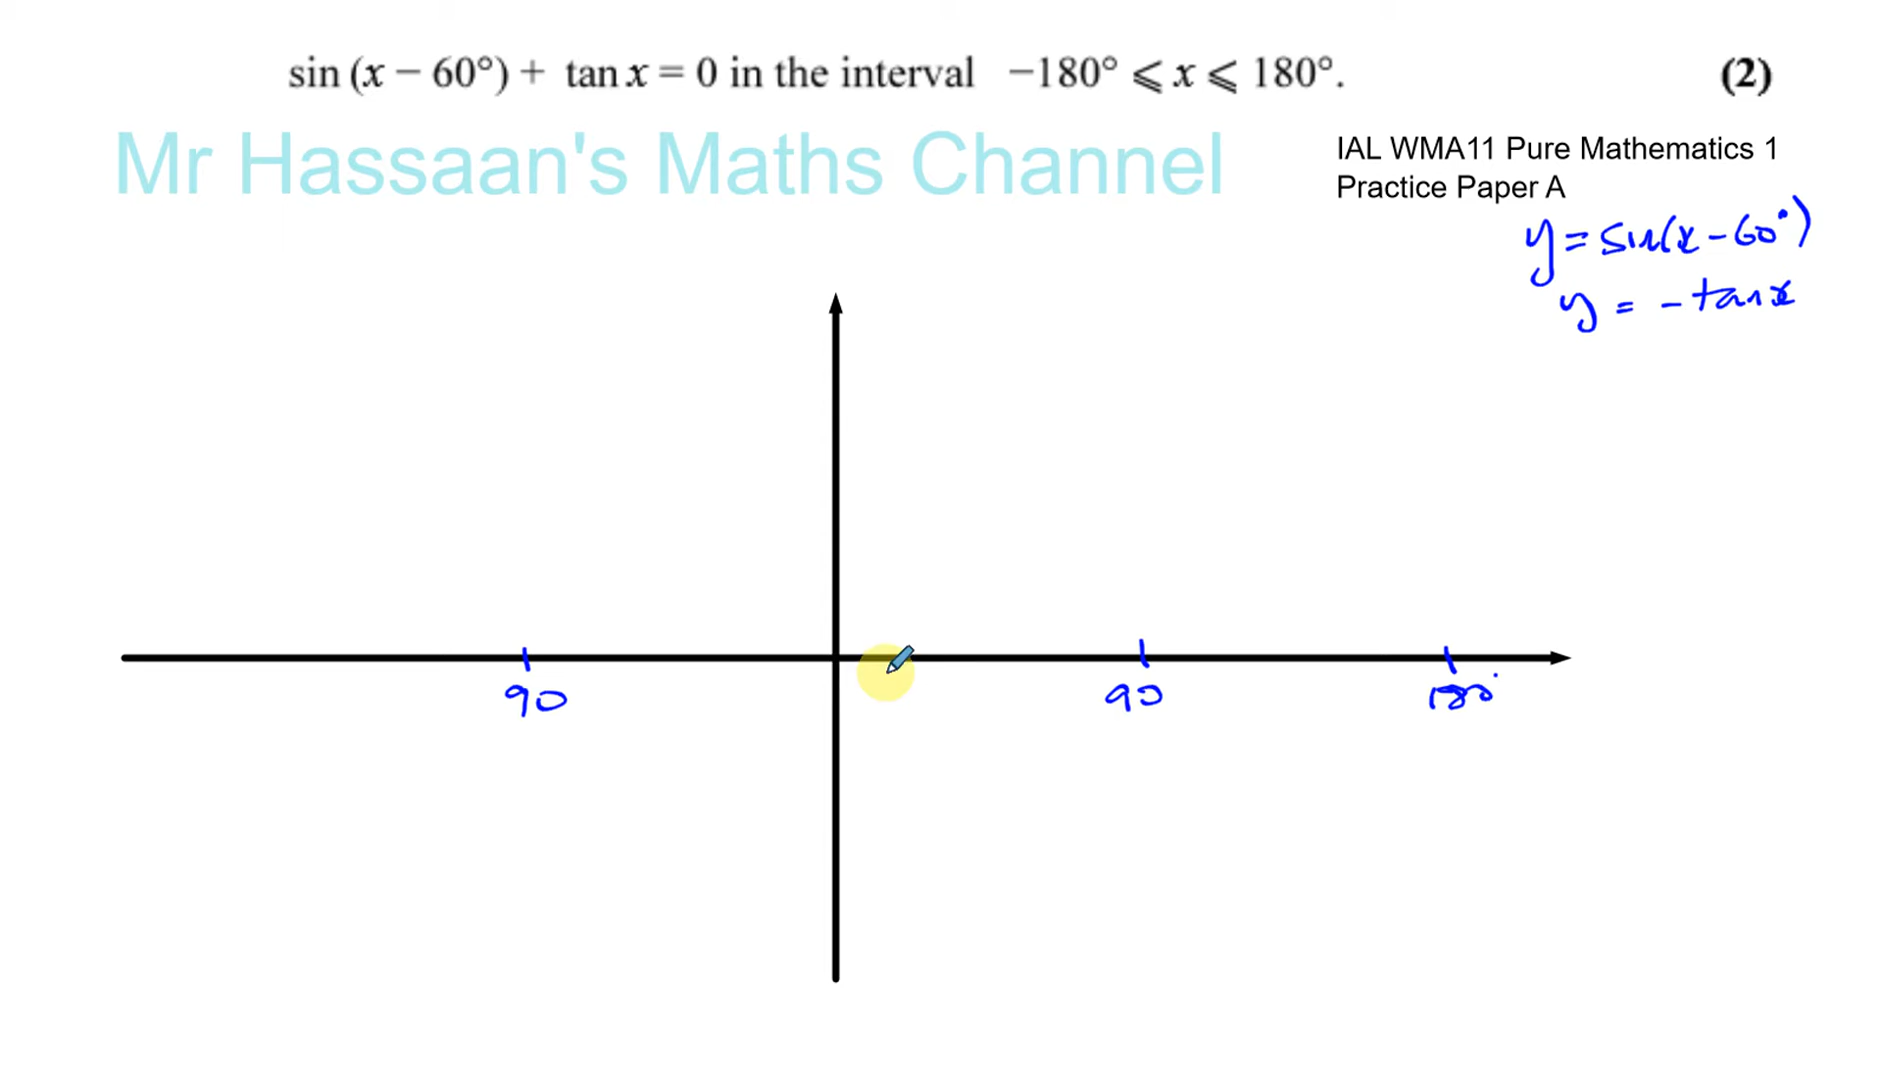 sin (x − 60°) + tan x = 0 in the interval −180° ⩽ x ⩽ 180°. (2)
Mr Hassaan's Maths Channel
IAL WMA11 Pure Mathematics 1
Practice Paper A
y = sin(x - 60°)
y = - tan x
90 90 180°